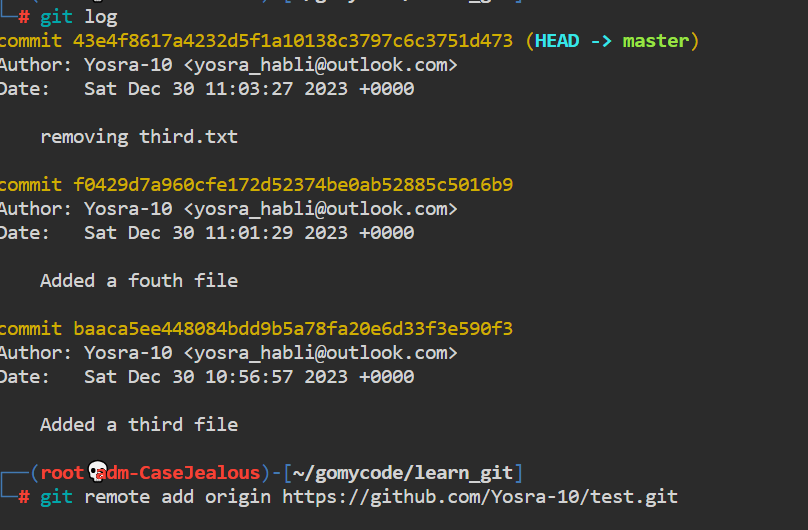 # git log
commit 43e4f8617a4232d5f1a10138c3797c6c3751d473 (HEAD -> master)
Author: Yosra-10 <yosra_habli@outlook.com>
Date:   Sat Dec 30 11:03:27 2023 +0000
removing third.txt
commit f0429d7a960cfe172d52374be0ab52885c5016b9
Author: Yosra-10 <yosra_habli@outlook.com>
Date:   Sat Dec 30 11:01:29 2023 +0000
Added a fouth file
commit baaca5ee448084bdd9b5a78fa20e6d33f3e590f3
Author: Yosra-10 <yosra_habli@outlook.com>
Date:   Sat Dec 30 10:56:57 2023 +0000
Added a third file
(root💀adm-CaseJealous)-[~/gomycode/learn_git]
# git remote add origin https://github.com/Yosra-10/test.git